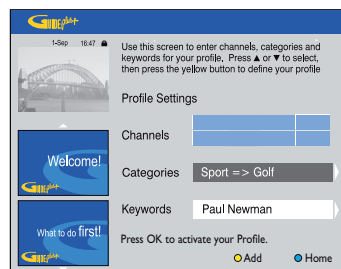 GUIDE plus+
1-Sep 16:47
Use this screen to enter channels, categories and
keywords for your profile. Press ▲ or ▼ to select,
then press the yellow button to define your profile
Profile Settings
Channels
Welcome!
GUIDE plus+
Categories Sport => Golf
Keywords Paul Newman
What to do first!
GUIDE plus+
Press OK to activate your Profile.
Add Home